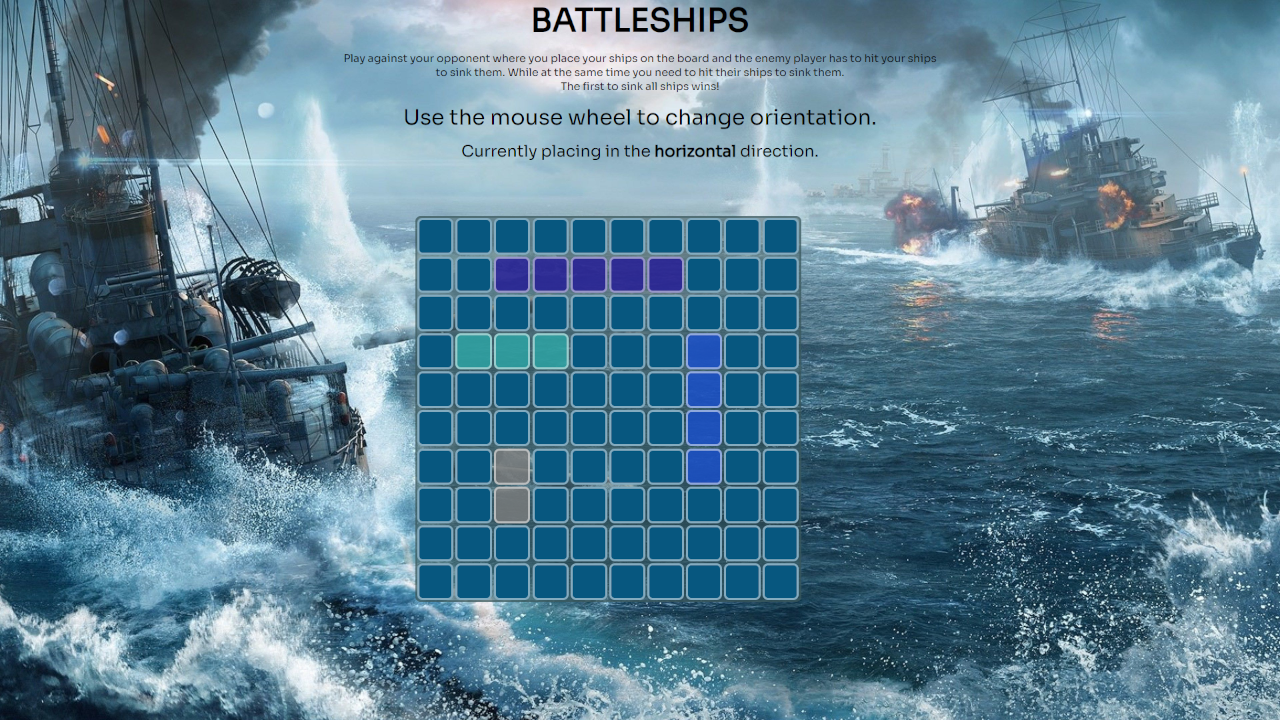 BATTLESHIPS
Play against your opponent where you place your ships on the board and the enemy player has to hit your ships
to sink them. While at the same time you need to hit their ships to sink them.
The first to sink all ships wins!
Use the mouse wheel to change orientation.
Currently placing in the horizontal direction.